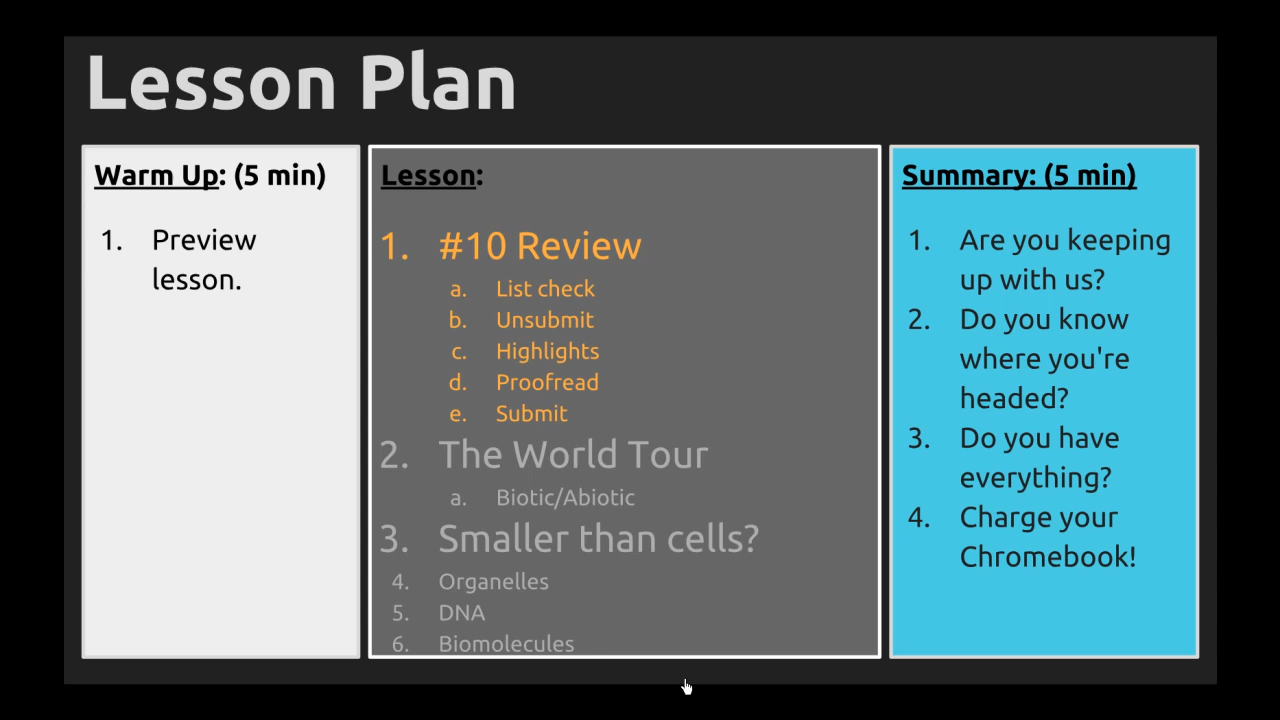 Lesson Plan
Warm Up: (5 min)
1. Preview
lesson.
Lesson:
1. #10 Review
a. List check
b. Unsubmit
c. Highlights
d. Proofread
e. Submit
2. The World Tour
a. Biotic/Abiotic
3. Smaller than cells?
4. Organelles
5. DNA
6. Biomolecules
Summary: (5 min)
1. Are you keeping
up with us?
2. Do you know
where you're
headed?
3. Do you have
everything?
4. Charge your
Chromebook!